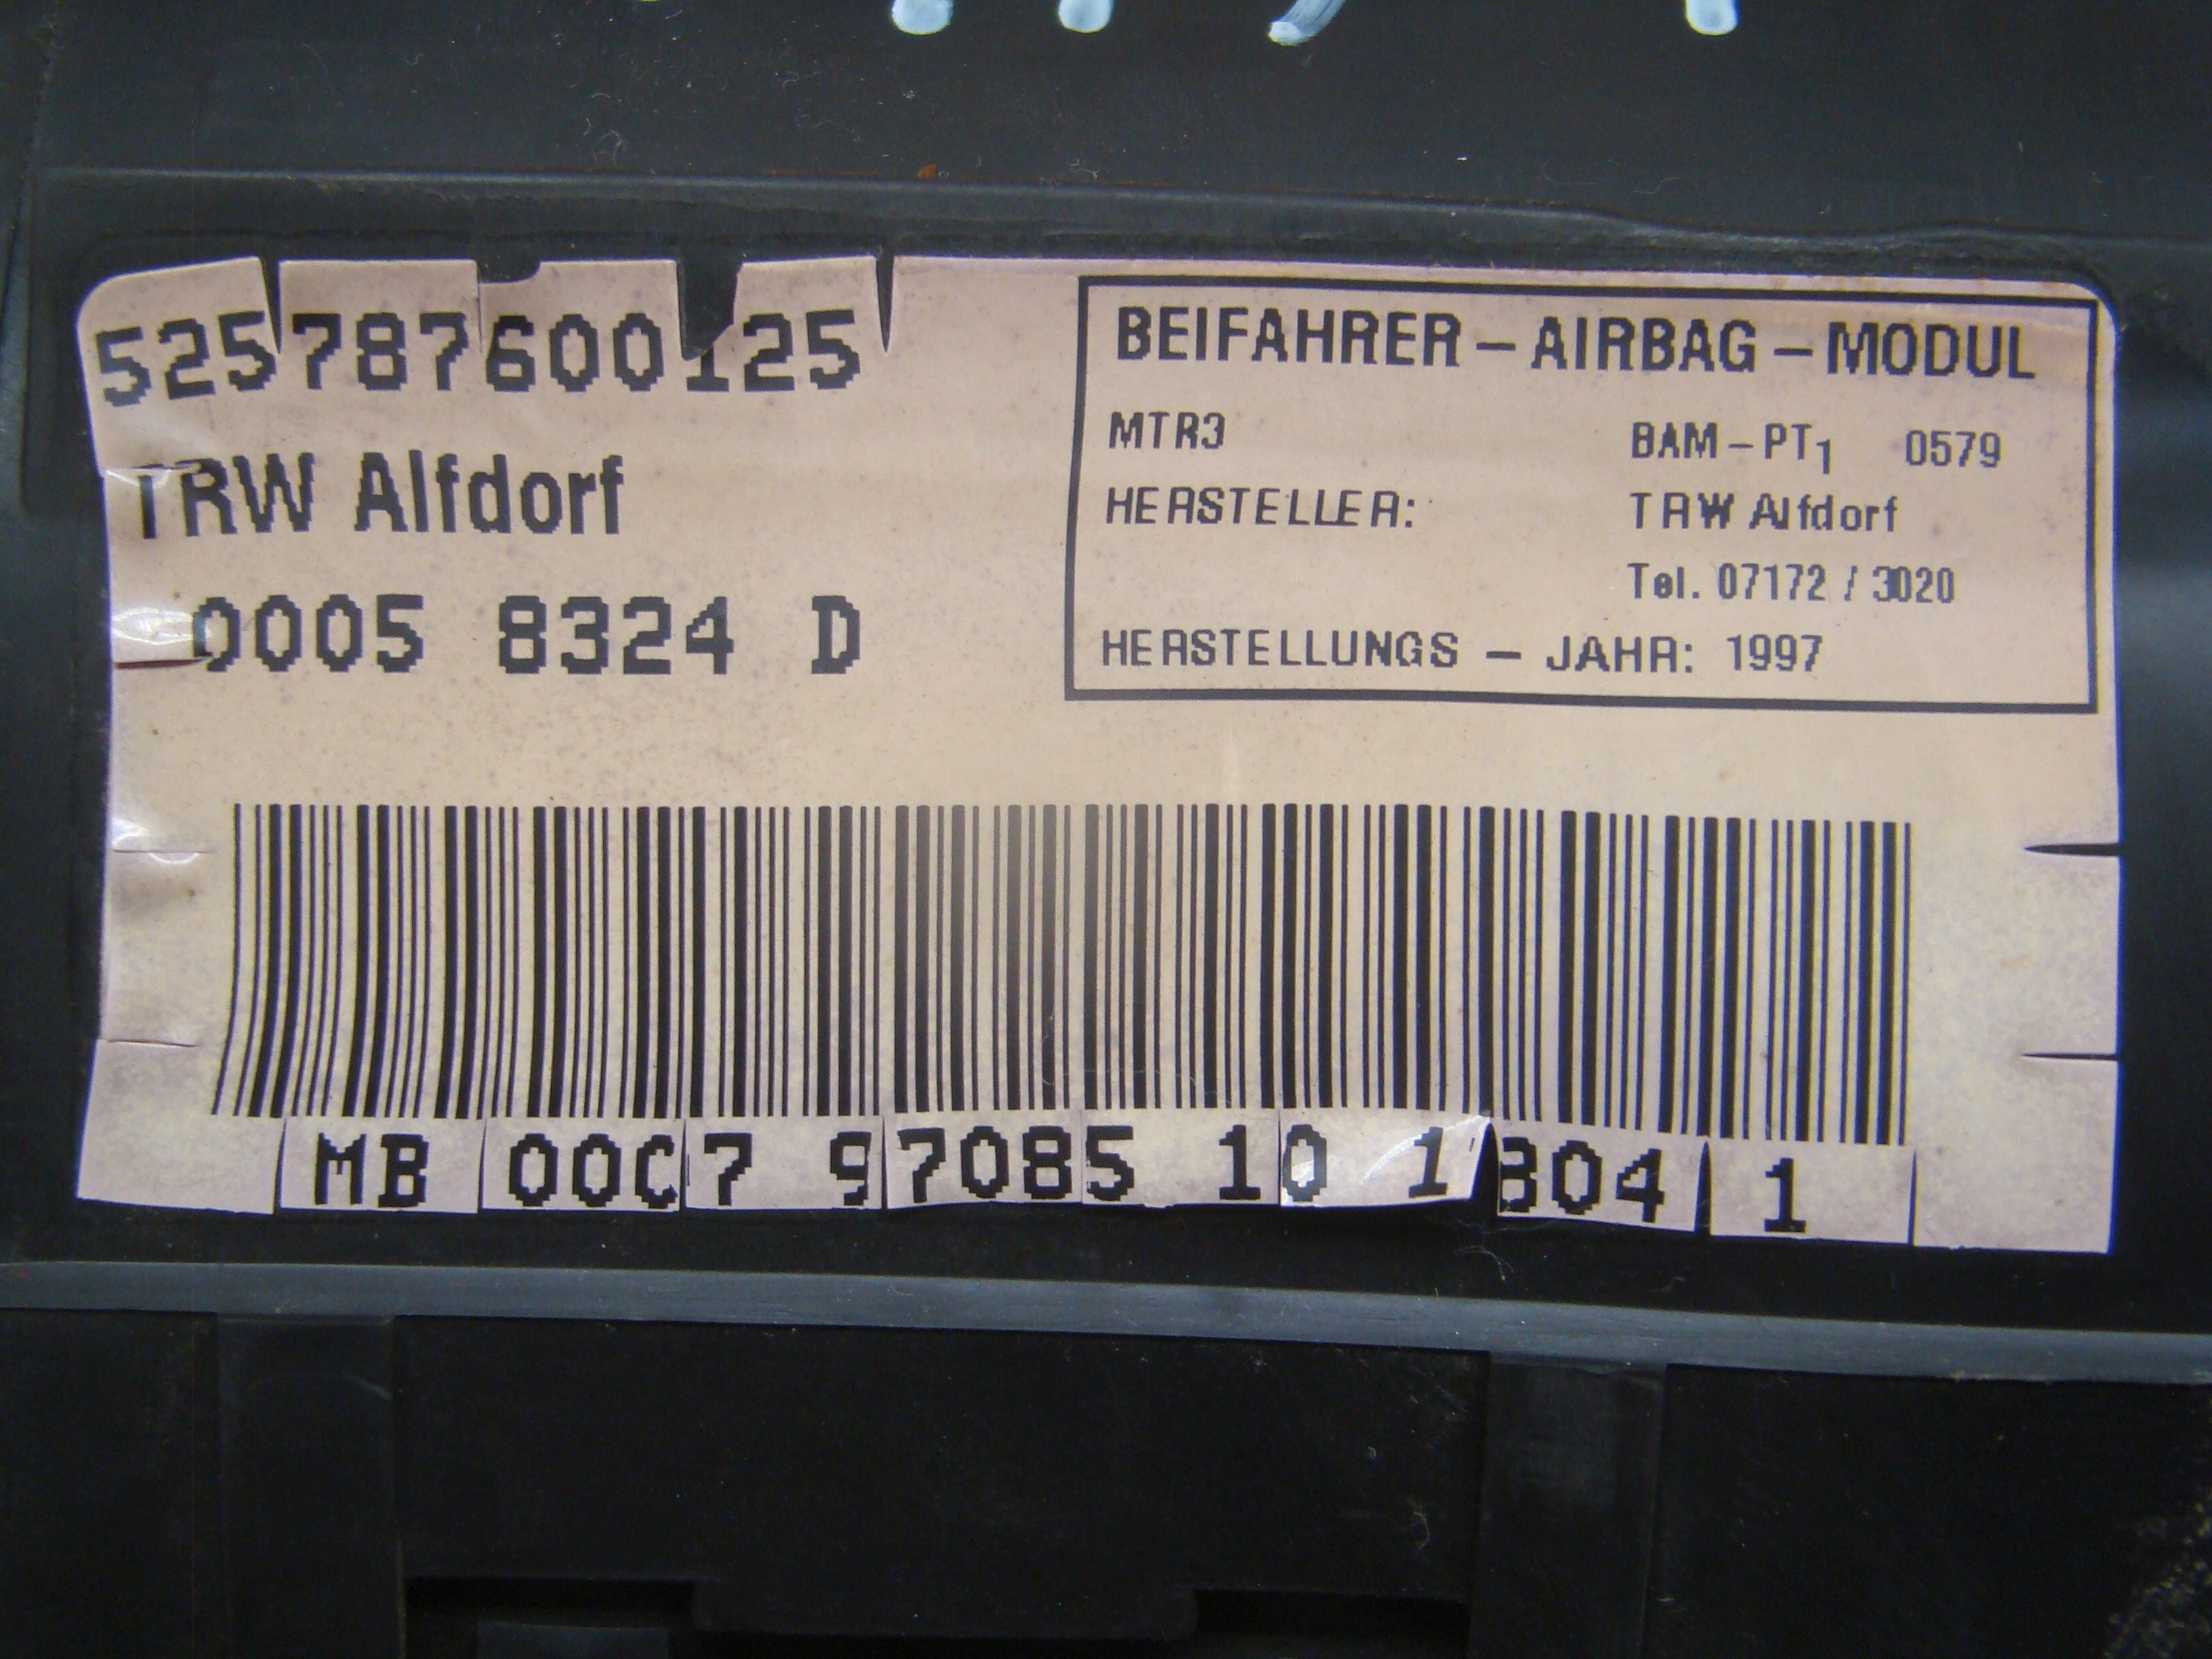 525787600125
TRW Alfdorf
0005 8324 D
BEIFAHRER – AIRBAG – MODUL
MTR3 BAM – PT1 0579
HERSTELLER: TRW Alfdorf
Tel. 07172 / 3020
HERSTELLUNGS – JAHR: 1997
MB 00C7 97085 10 1 804 1